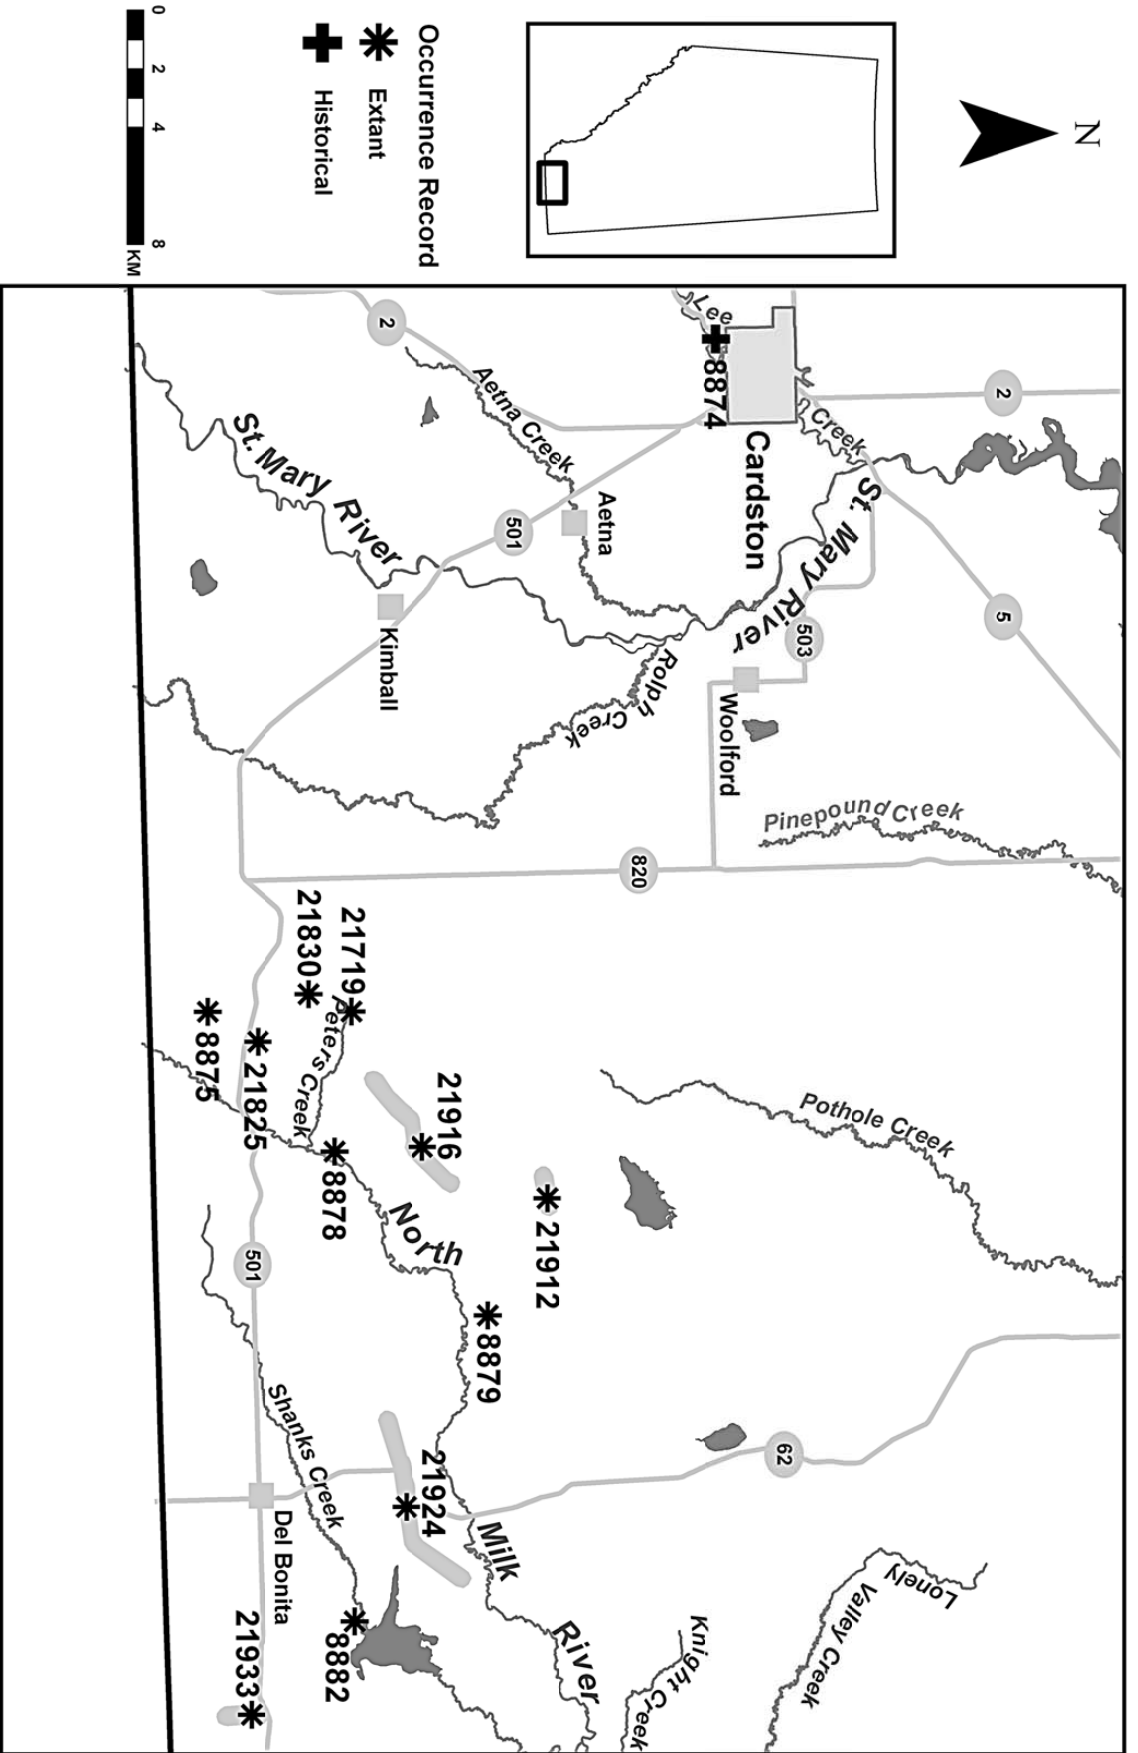 N
Occurrence Record
Extant
Historical
0 2 4 8
KM
2
5
Lee
Creek
8874
Cardston
St. Mary River
503
Woolford
Pinepound Creek
2
Aetna Creek
Aetna
501
St. Mary River
Kimball
Rolph
Creek
820
Pothole Creek
21719
21830
Peters Creek
8875
21825
21916
21912
8878
North
8879
501
62
Shanks Creek
21924
Milk
River
Lonely
Valley Creek
Knight Creek
Del Bonita
8882
21933